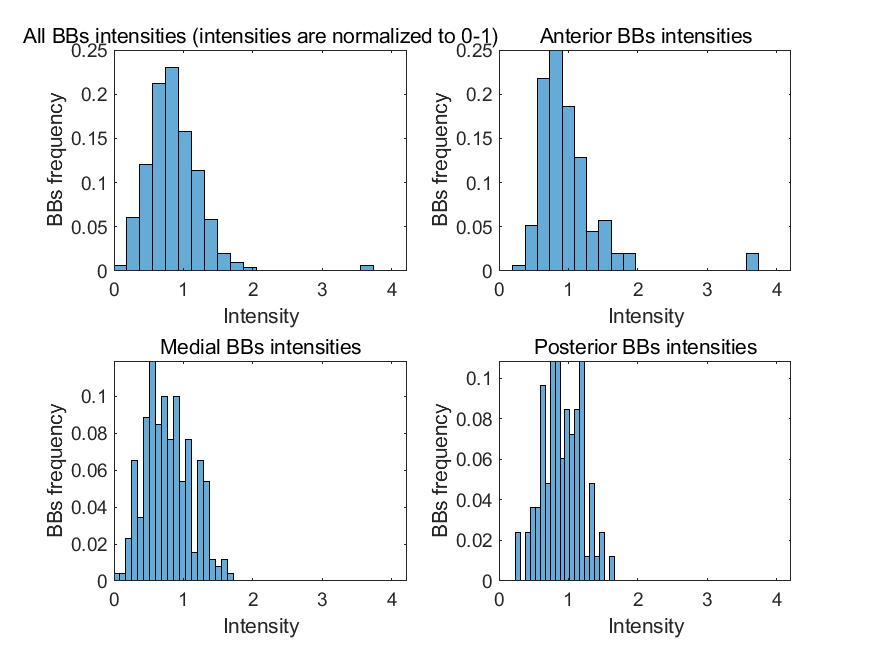 All BBs intensities (intensities are normalized to 0-1)
0.25
0.2
0.15
0.1
0.05
0
BBs frequency
0 1 2 3 4
Intensity
Anterior BBs intensities
0.25
0.2
0.15
0.1
0.05
0
BBs frequency
0 1 2 3 4
Intensity
Medial BBs intensities
0.1
0.08
0.06
0.04
0.02
0
BBs frequency
0 1 2 3 4
Intensity
Posterior BBs intensities
0.1
0.08
0.06
0.04
0.02
0
BBs frequency
0 1 2 3 4
Intensity